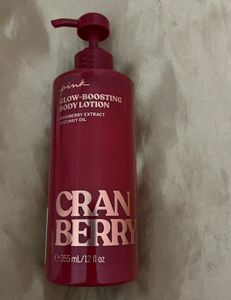 pink
GLOW-BOOSTING
BODY LOTION
CRANBERRY EXTRACT
COCONUT OIL
CRAN
BERRY
℮ 355 mL/12 fl oz